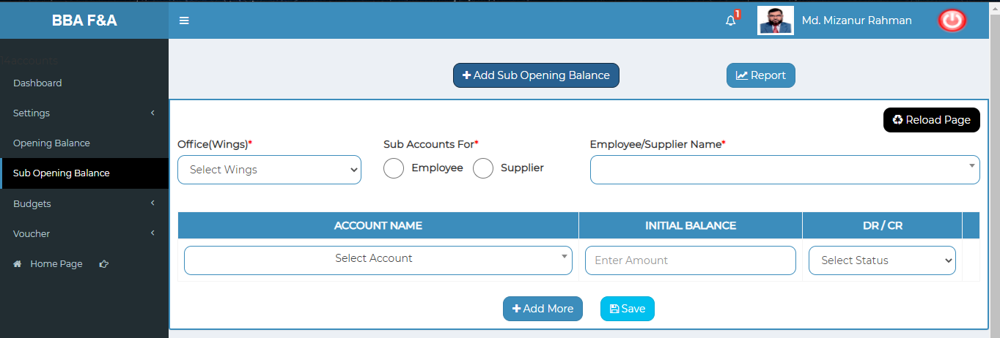 BBA F&A
1
Md. Mizanur Rahman
Dashboard
Settings
Opening Balance
Sub Opening Balance
Budgets
Voucher
Home Page
Add Sub Opening Balance
Report
Reload Page
Office(Wings)*
Sub Accounts For*
Employee/Supplier Name*
Select Wings
Employee
Supplier
ACCOUNT NAME
INITIAL BALANCE
DR / CR
Select Account
Enter Amount
Select Status
Add More
Save